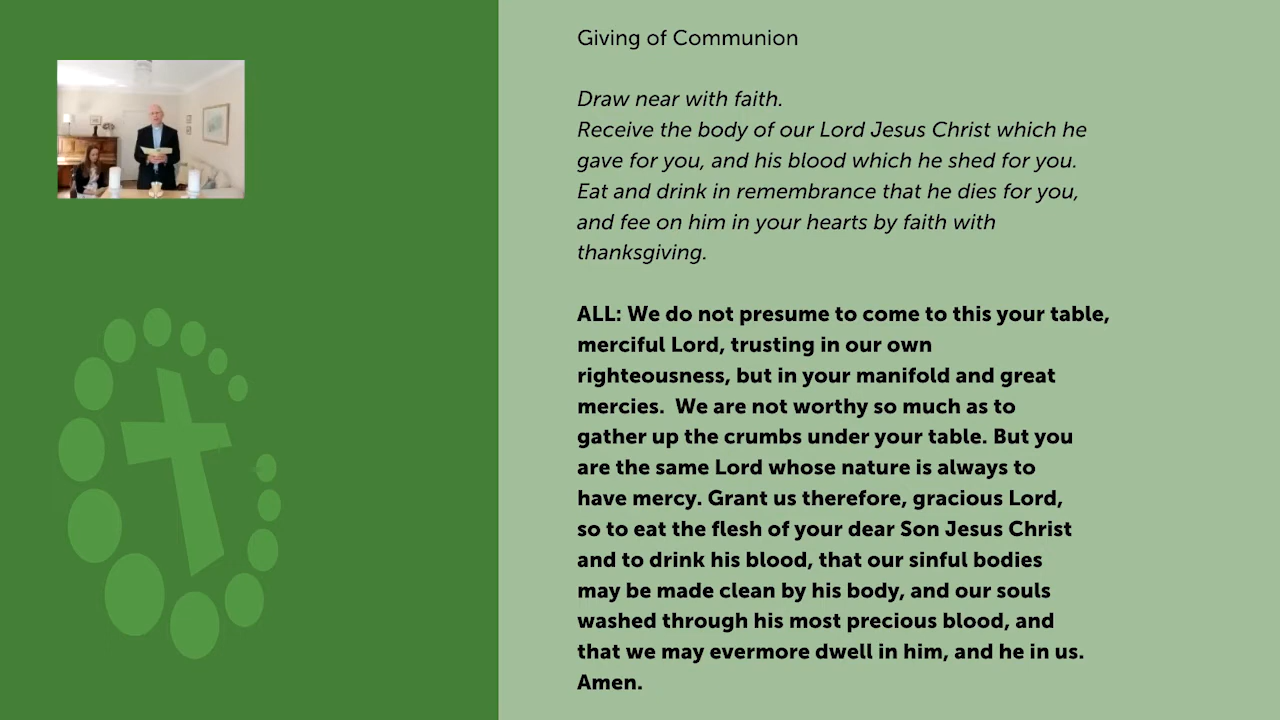 Giving of Communion
Draw near with faith.
Receive the body of our Lord Jesus Christ which he
gave for you, and his blood which he shed for you.
Eat and drink in remembrance that he dies for you,
and fee on him in your hearts by faith with
thanksgiving.
ALL: We do not presume to come to this your table,
merciful Lord, trusting in our own
righteousness, but in your manifold and great
mercies.  We are not worthy so much as to
gather up the crumbs under your table. But you
are the same Lord whose nature is always to
have mercy. Grant us therefore, gracious Lord,
so to eat the flesh of your dear Son Jesus Christ
and to drink his blood, that our sinful bodies
may be made clean by his body, and our souls
washed through his most precious blood, and
that we may evermore dwell in him, and he in us.
Amen.